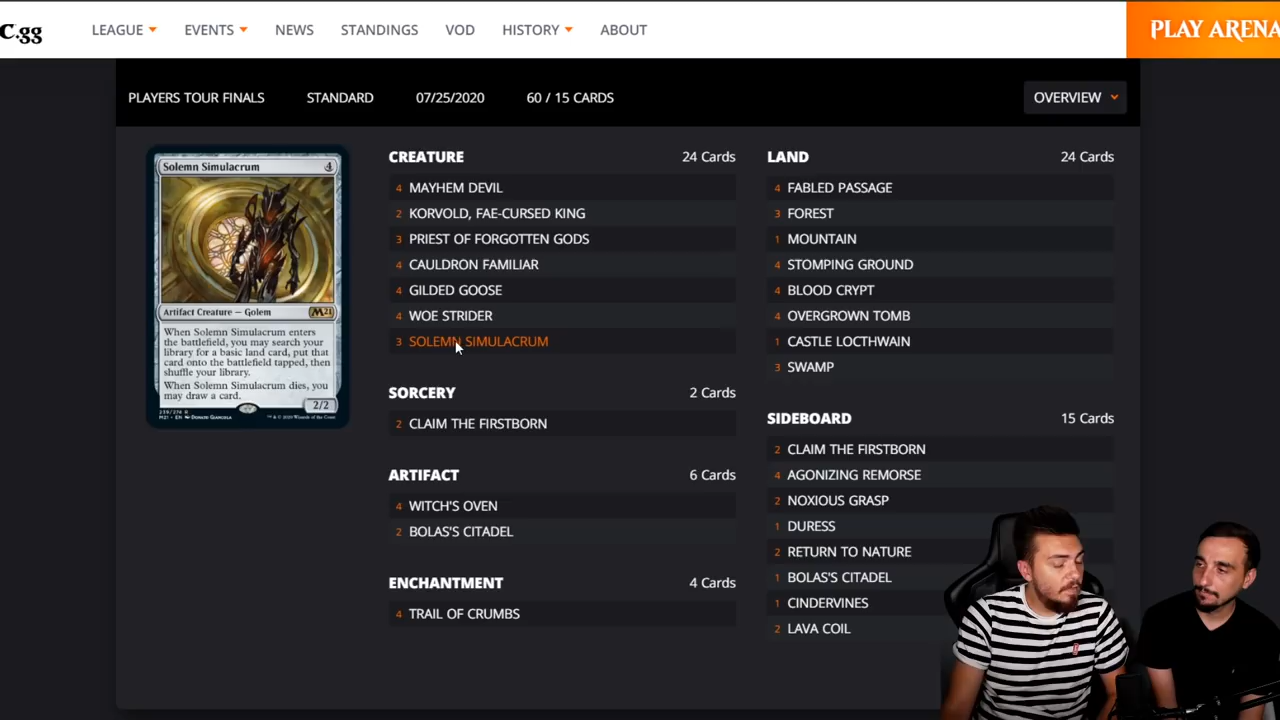 C.gg
LEAGUE
EVENTS
NEWS
STANDINGS
VOD
HISTORY
ABOUT
PLAY ARENA
PLAYERS TOUR FINALS
STANDARD
07/25/2020
60 / 15 CARDS
OVERVIEW
Solemn Simulacrum 4
Artifact Creature — Golem M21
When Solemn Simulacrum enters
the battlefield, you may search your
library for a basic land card, put that
card onto the battlefield tapped, then
shuffle your library.
When Solemn Simulacrum dies, you
may draw a card.
2/2
CREATURE 24 Cards
4 MAYHEM DEVIL
2 KORVOLD, FAE-CURSED KING
3 PRIEST OF FORGOTTEN GODS
4 CAULDRON FAMILIAR
4 GILDED GOOSE
4 WOE STRIDER
3 SOLEMN SIMULACRUM
SORCERY 2 Cards
2 CLAIM THE FIRSTBORN
ARTIFACT 6 Cards
4 WITCH'S OVEN
2 BOLAS'S CITADEL
ENCHANTMENT 4 Cards
4 TRAIL OF CRUMBS
LAND 24 Cards
4 FABLED PASSAGE
3 FOREST
1 MOUNTAIN
4 STOMPING GROUND
4 BLOOD CRYPT
4 OVERGROWN TOMB
1 CASTLE LOCTHWAIN
3 SWAMP
SIDEBOARD 15 Cards
2 CLAIM THE FIRSTBORN
4 AGONIZING REMORSE
2 NOXIOUS GRASP
1 DURESS
2 RETURN TO NATURE
1 BOLAS'S CITADEL
1 CINDERVINES
2 LAVA COIL